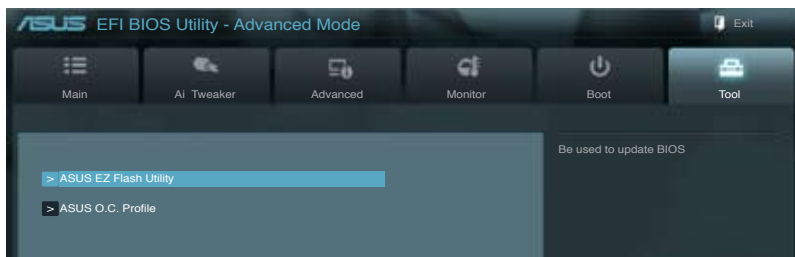 ASUS EFI BIOS Utility - Advanced Mode
Exit
Main
Ai Tweaker
Advanced
Monitor
Boot
Tool
Be used to update BIOS
> ASUS EZ Flash Utility
> ASUS O.C. Profile